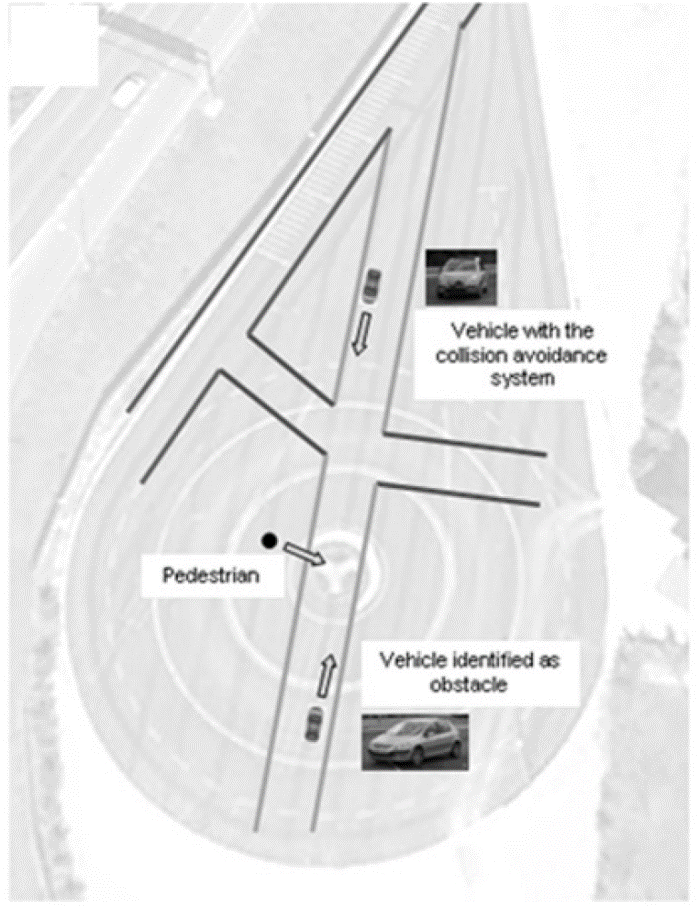 Vehicle with the
collision avoidance
system
Pedestrian
Vehicle identified as
obstacle